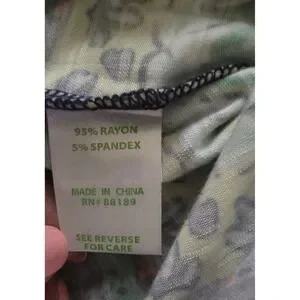 95% RAYON
5% SPANDEX
MADE IN CHINA
RN# 88189
SEE REVERSE
FOR CARE